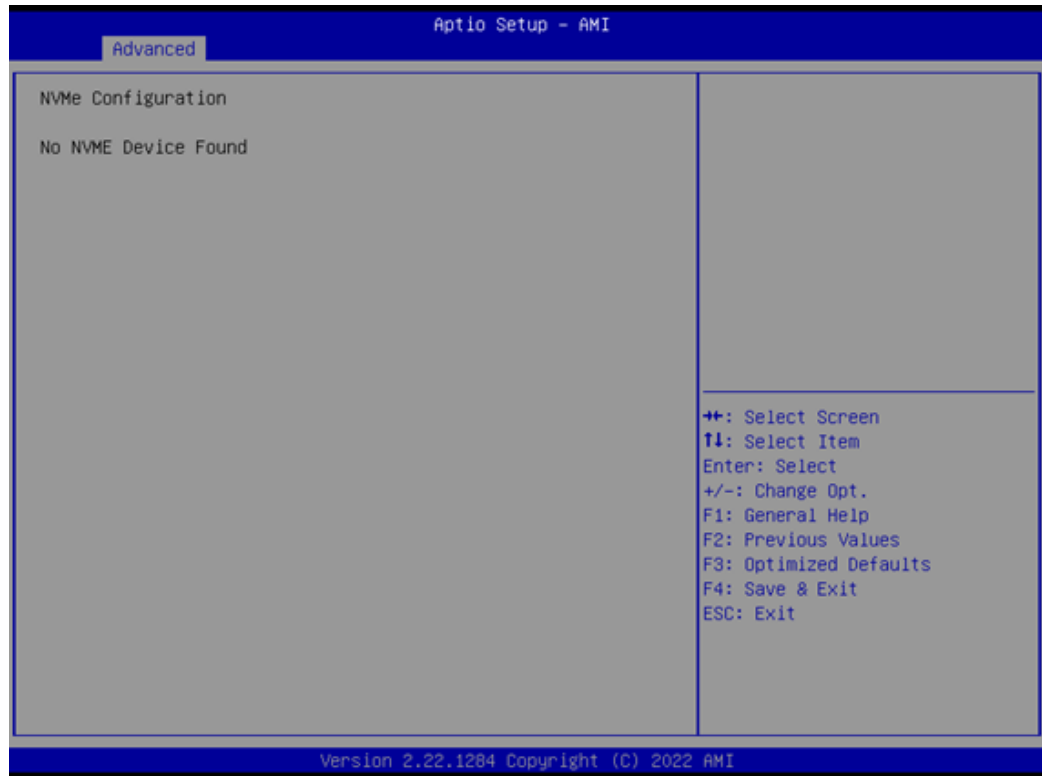 Aptio Setup – AMI
Advanced
NVMe Configuration
No NVME Device Found
→←: Select Screen
↑↓: Select Item
Enter: Select
+/-: Change Opt.
F1: General Help
F2: Previous Values
F3: Optimized Defaults
F4: Save & Exit
ESC: Exit
Version 2.22.1284 Copyright (C) 2022 AMI